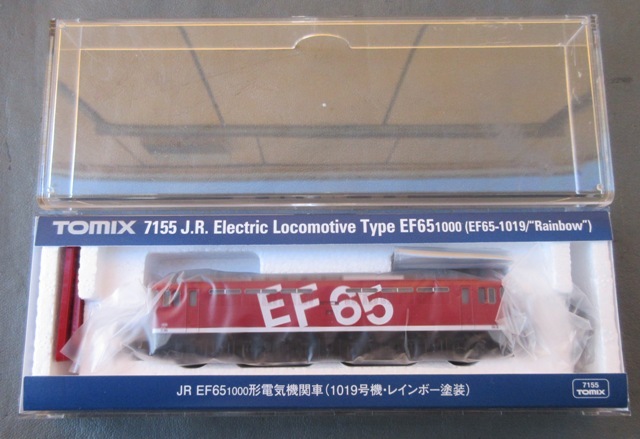 TOMIX 7155 J.R. Electric Locomotive Type EF651000 (EF65-1019/"Rainbow")
EF65
JR EF651000形電気機関車(1019号機・レインボー塗装)
7155
TOMIX